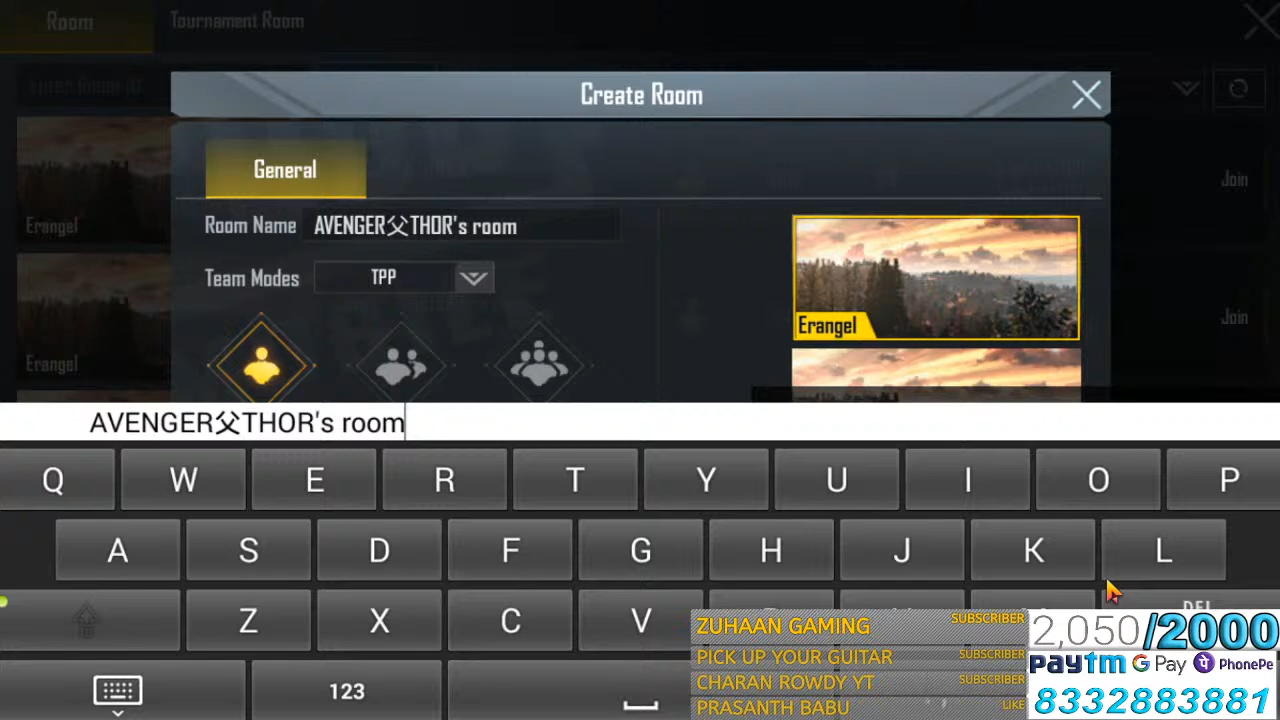 Room Tournament Room
Create Room
General
Room Name AVENGER父THOR's room
Team Modes TPP
Erangel
Erangel
Erangel
Join
Join
AVENGER父THOR's room
Q W E R T Y U I O P
A S D F G H J K L
Z X C V
DEL
123
ZUHAAN GAMING SUBSCRIBER
PICK UP YOUR GUITAR SUBSCRIBER
CHARAN ROWDY YT SUBSCRIBER
PRASANTH BABU LIKE
2,050/2000
paytm G Pay PhonePe
8332883881